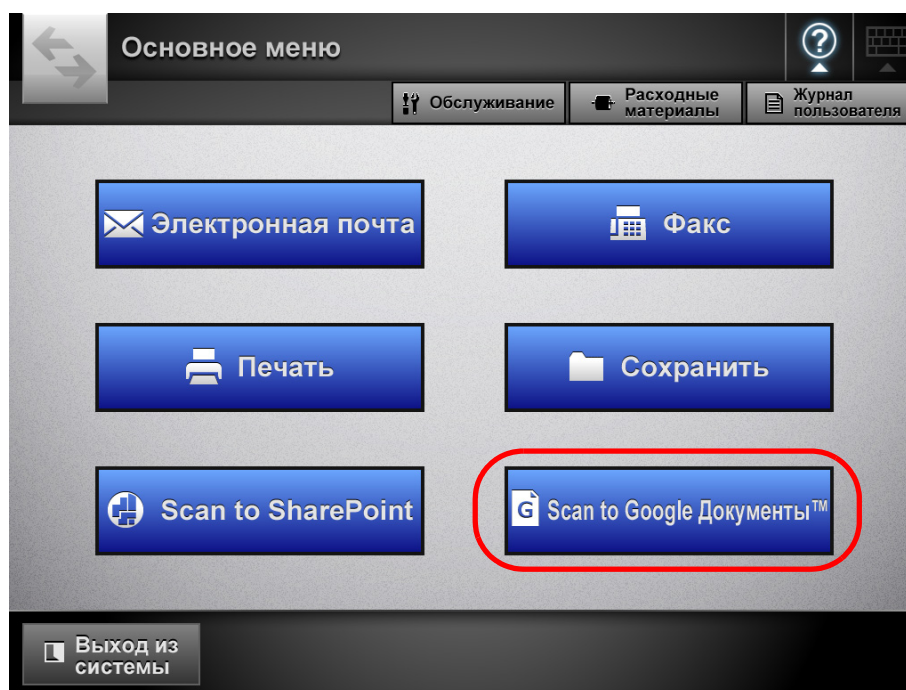 Основное меню
?
Обслуживание
Расходные
материалы
Журнал
пользователя
Электронная почта
Факс
Печать
Сохранить
Scan to SharePoint
G Scan to Google Документы™
Выход из
системы